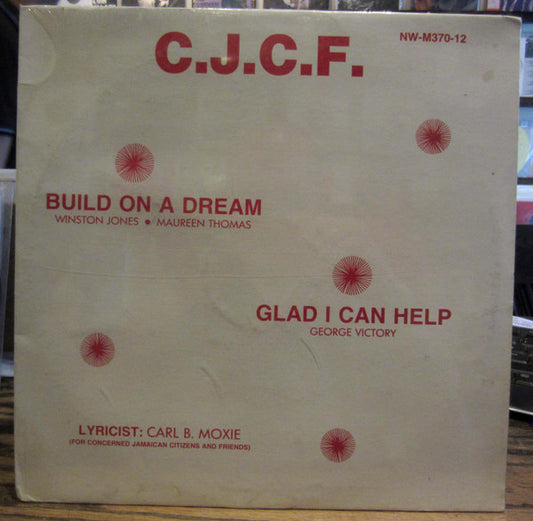 C.J.C.F.
NW-M370-12
BUILD ON A DREAM
WINSTON JONES • MAUREEN THOMAS
GLAD I CAN HELP
GEORGE VICTORY
LYRICIST: CARL B. MOXIE
(FOR CONCERNED JAMAICAN CITIZENS AND FRIENDS)